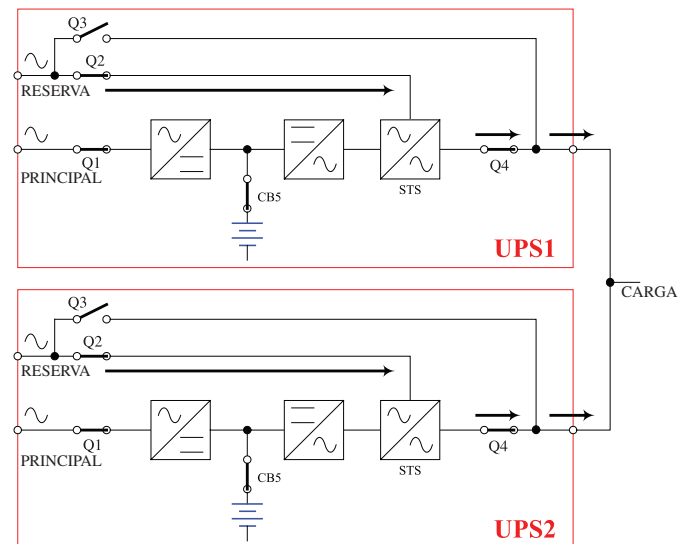 Q3
Q2
RESERVA
Q1
PRINCIPAL
CB5
STS
Q4
UPS1
CARGA
Q3
Q2
RESERVA
Q1
PRINCIPAL
CB5
STS
Q4
UPS2